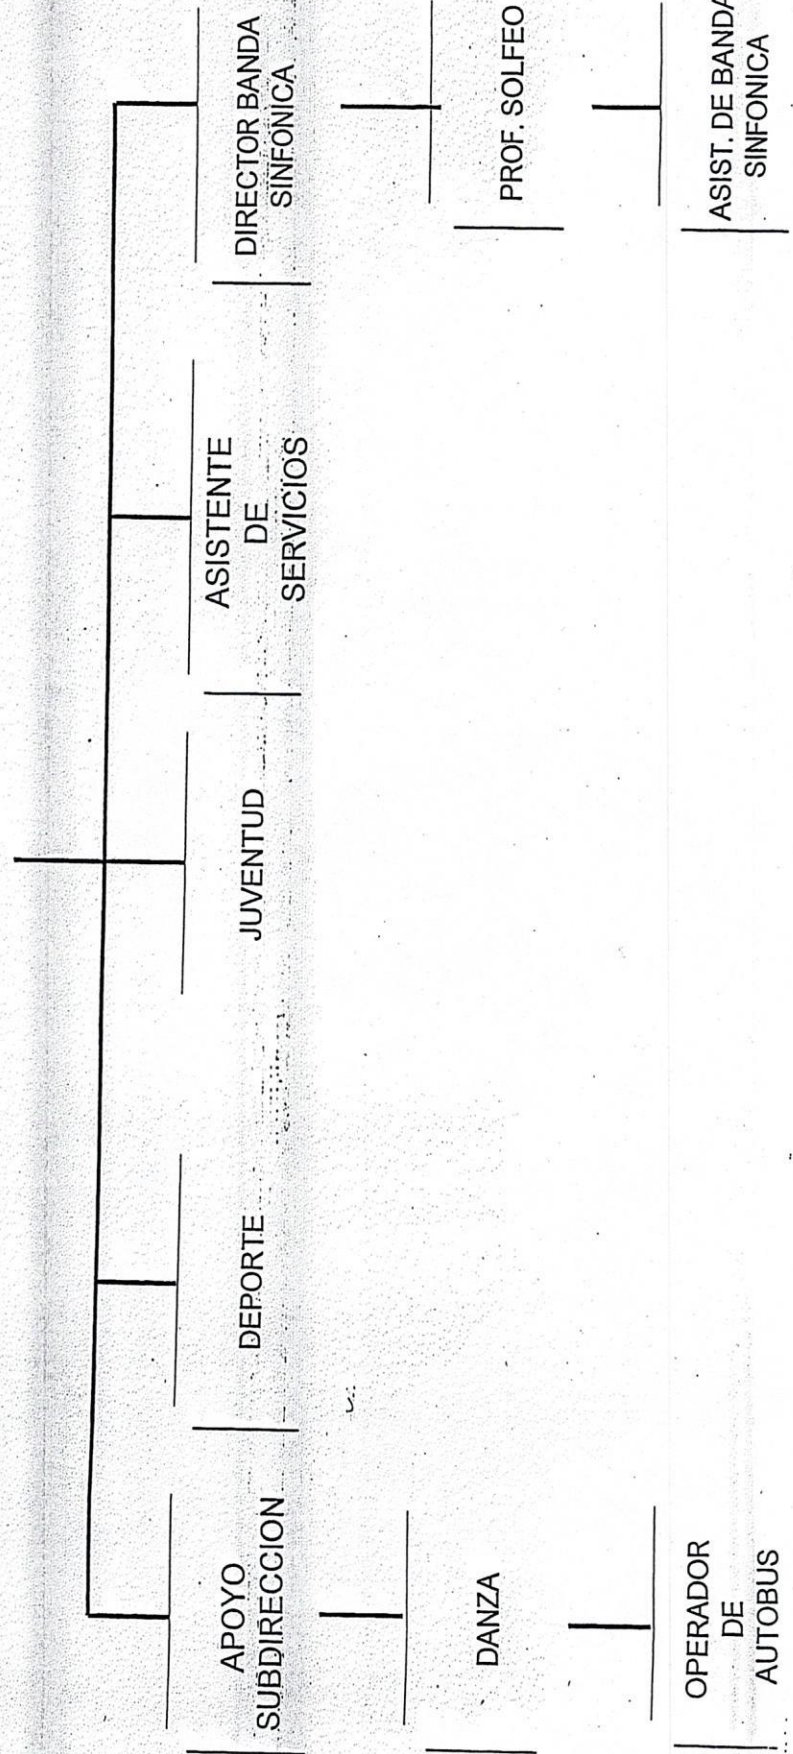 APOYO
SUBDIRECCION
DEPORTE
JUVENTUD
ASISTENTE
DE
SERVICIOS
DIRECTOR BANDA
SINFONICA
DANZA
PROF. SOLFEO
OPERADOR
DE
AUTOBUS
ASIST. DE BANDA
SINFONICA